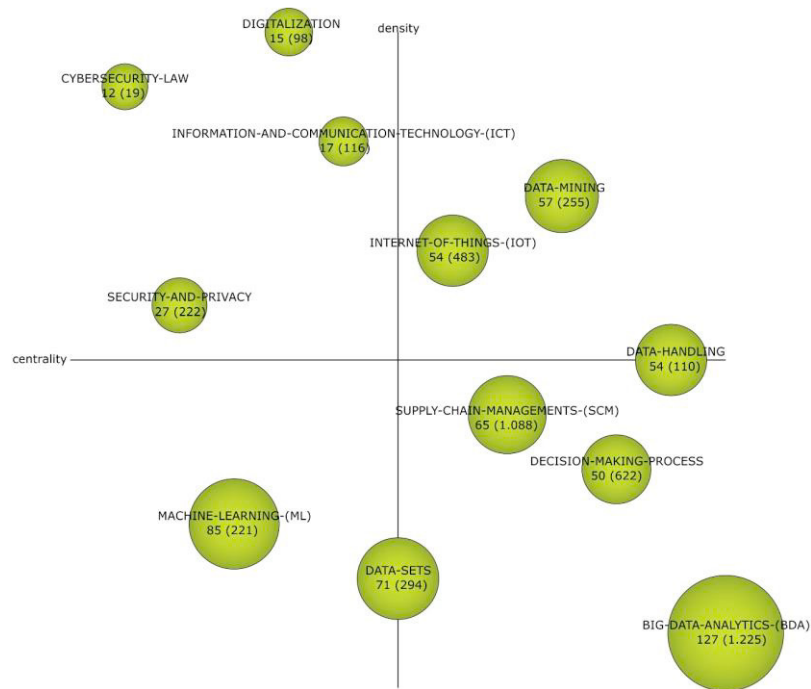 DIGITALIZATION
15 (98)
density
CYBERSECURITY-LAW
12 (19)
INFORMATION-AND-COMMUNICATION-TECHNOLOGY-(ICT)
17 (116)
DATA-MINING
57 (255)
INTERNET-OF-THINGS-(IOT)
54 (483)
SECURITY-AND-PRIVACY
27 (222)
centrality
DATA-HANDLING
54 (110)
SUPPLY-CHAIN-MANAGEMENTS-(SCM)
65 (1.088)
DECISION-MAKING-PROCESS
50 (622)
MACHINE-LEARNING-(ML)
85 (221)
DATA-SETS
71 (294)
BIG-DATA-ANALYTICS-(BDA)
127 (1.225)